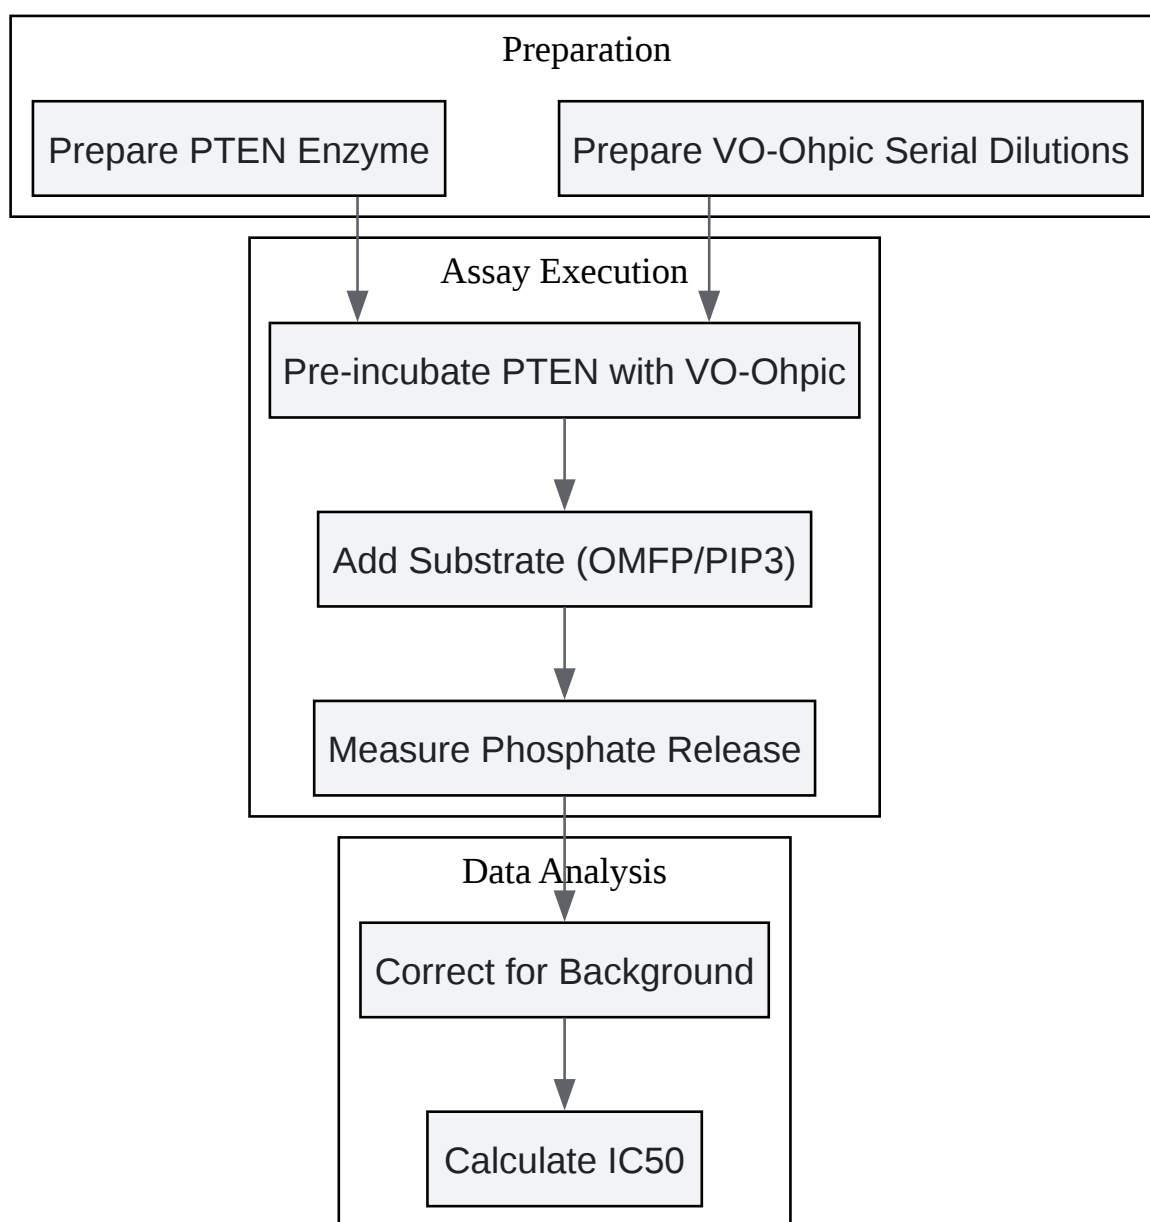 Preparation
Prepare PTEN Enzyme
Prepare VO-Ohpic Serial Dilutions
Assay Execution
Pre-incubate PTEN with VO-Ohpic
Add Substrate (OMFP/PIP3)
Measure Phosphate Release
Data Analysis
Correct for Background
Calculate IC50